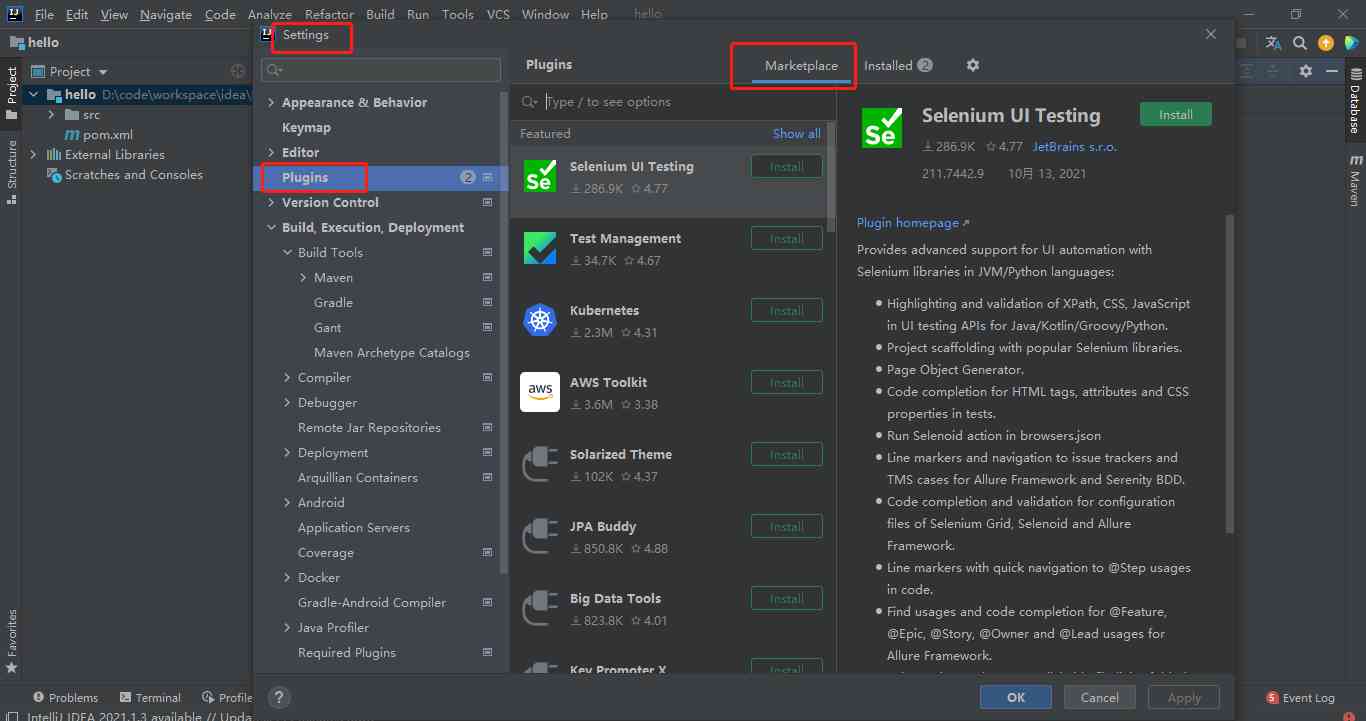 File Edit View Navigate Code Analyze Refactor Build Run Tools VCS Window Help hello
hello
Project
hello D:\code\workspace\idea\
src
pom.xml
External Libraries
Scratches and Consoles
Project
Structure
Favorites
Settings
Appearance & Behavior
Keymap
Editor
Plugins 2
Version Control
Build, Execution, Deployment
Build Tools
Maven
Gradle
Gant
Maven Archetype Catalogs
Compiler
Debugger
Remote Jar Repositories
Deployment
Arquillian Containers
Android
Application Servers
Coverage
Docker
Gradle-Android Compiler
Java Profiler
Required Plugins
Plugins
Marketplace
Installed 2
Type / to see options
Featured Show all
Selenium UI Testing Install
286.9K 4.77
Test Management Install
34.7K 4.67
Kubernetes Install
2.3M 4.31
aws
AWS Toolkit Install
3.6M 3.38
Solarized Theme Install
102K 4.37
JPA Buddy Install
850.8K 4.88
Big Data Tools Install
823.8K 4.01
Key Promoter X Install
Se
Se
Selenium UI Testing Install
286.9K 4.77 JetBrains s.r.o.
211.7442.9 10月 13, 2021
Plugin homepage
Provides advanced support for UI automation with
Selenium libraries in JVM/Python languages:
Highlighting and validation of XPath, CSS, JavaScript
in UI testing APIs for Java/Kotlin/Groovy/Python.
Project scaffolding with popular Selenium libraries.
Page Object Generator.
Code completion for HTML tags, attributes and CSS
properties in tests.
Run Selenoid action in browsers.json
Line markers and navigation to issue trackers and
TMS cases for Allure Framework and Serenity BDD.
Code completion and validation for configuration
files of Selenium Grid, Selenoid and Allure
Framework.
Line markers with quick navigation to @Step usages
in code.
Find usages and code completion for @Feature,
@Epic, @Story, @Owner and @Lead usages for
Allure Framework.
Database
Maven
? OK Cancel Apply
Problems Terminal Profile
5 Event Log
IntelliJ IDEA 2021.1.3 available // Upda